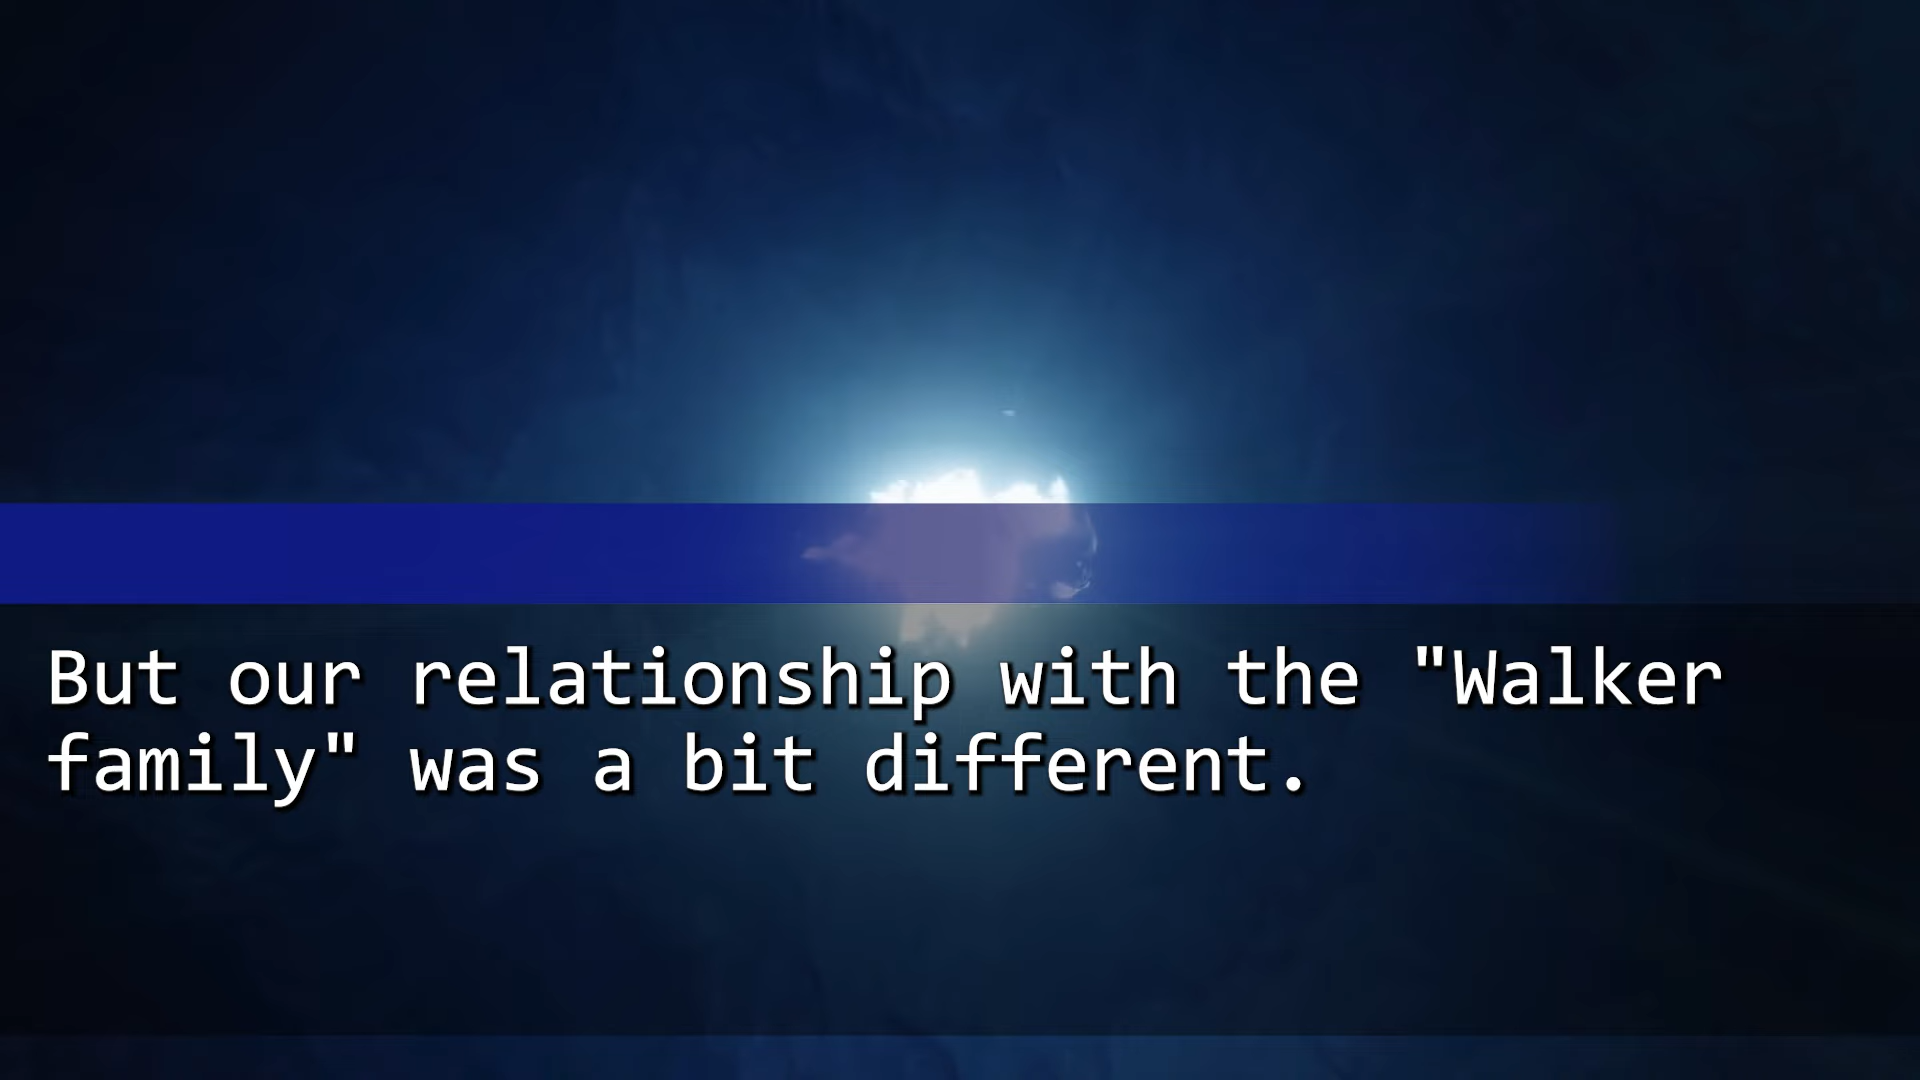 But our relationship with the "Walker
family" was a bit different.